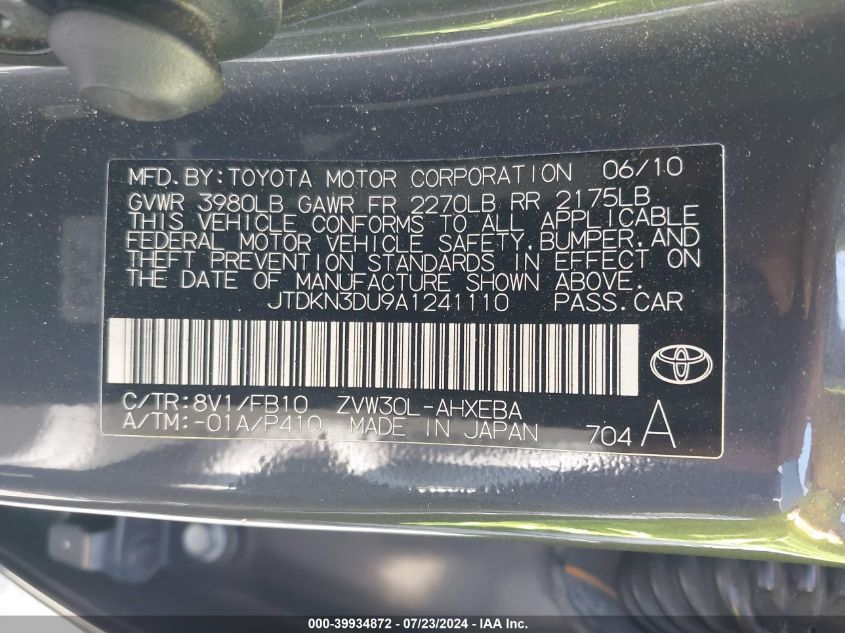 MFD.BY:TOYOTA MOTOR CORPORATION 06/10
GVWR 3980LB GAWR FR 2270LB RR 2175LB
THIS VEHICLE CONFORMS TO ALL APPLICABLE
FEDERAL MOTOR VEHICLE SAFETY,BUMPER,AND
THEFT PREVENTION STANDARDS IN EFFECT ON
THE DATE OF MANUFACTURE SHOWN ABOVE.
JTDKN3DU9A1241110 PASS.CAR
C/TR:8V1/FB10 ZVW30L-AHXEBA
A/TM:-01A/P410 MADE IN JAPAN 704 A
000-39934872 / 07/23/2024 - IAA Inc.